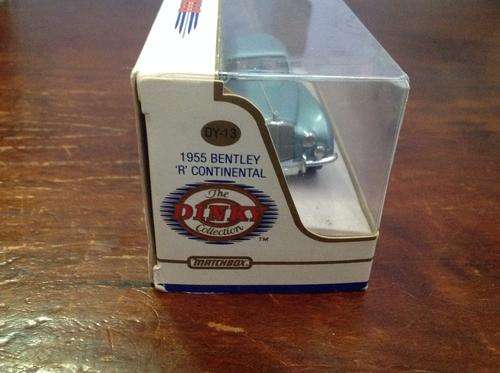 DY-13
1955 BENTLEY
'R' CONTINENTAL
The
DINKY
Collection
TM
MATCHBOX